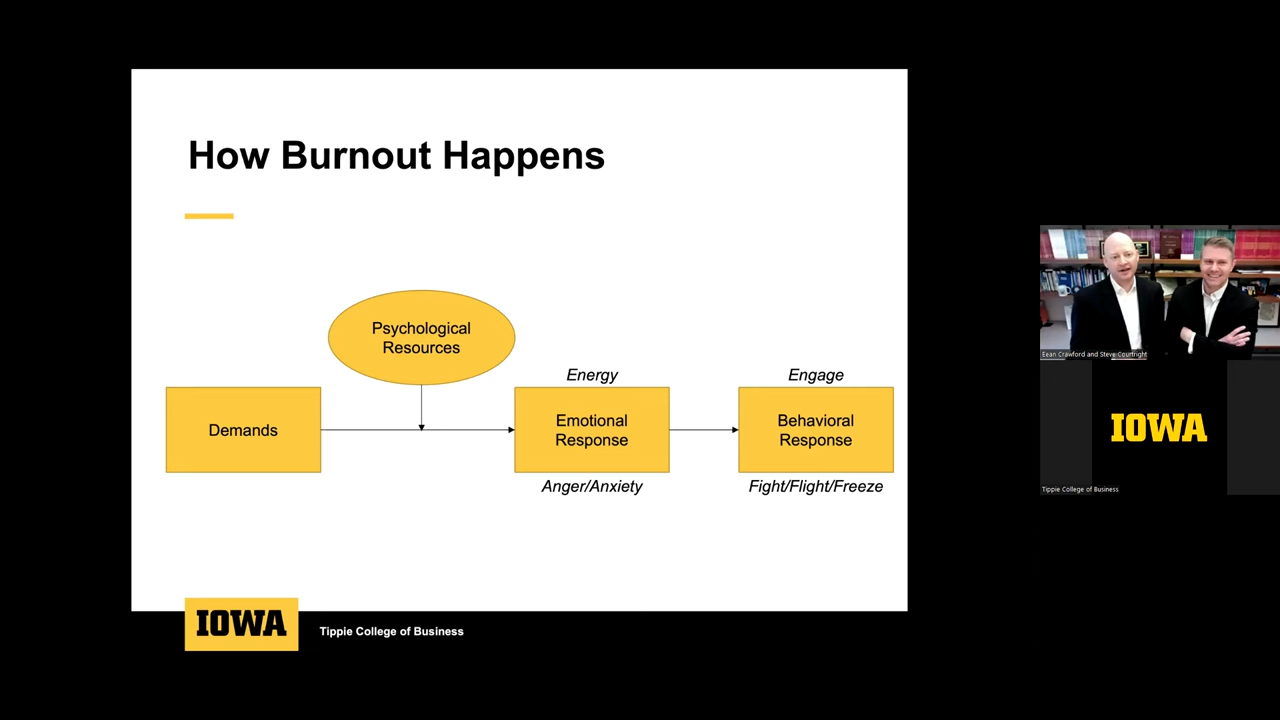 How Burnout Happens
Psychological
Resources
Energy
Engage
Demands
Emotional
Response
Behavioral
Response
Anger/Anxiety
Fight/Flight/Freeze
IOWA
Tippie College of Business
Eean Crawford and Steve Courtright
IOWA
Tippie College of Business